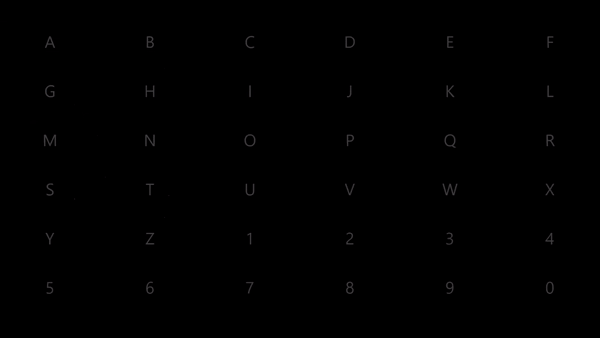 A B C D E F
G H I J K L
M N O P Q R
S T U V W X
Y Z 1 2 3 4
5 6 7 8 9 0